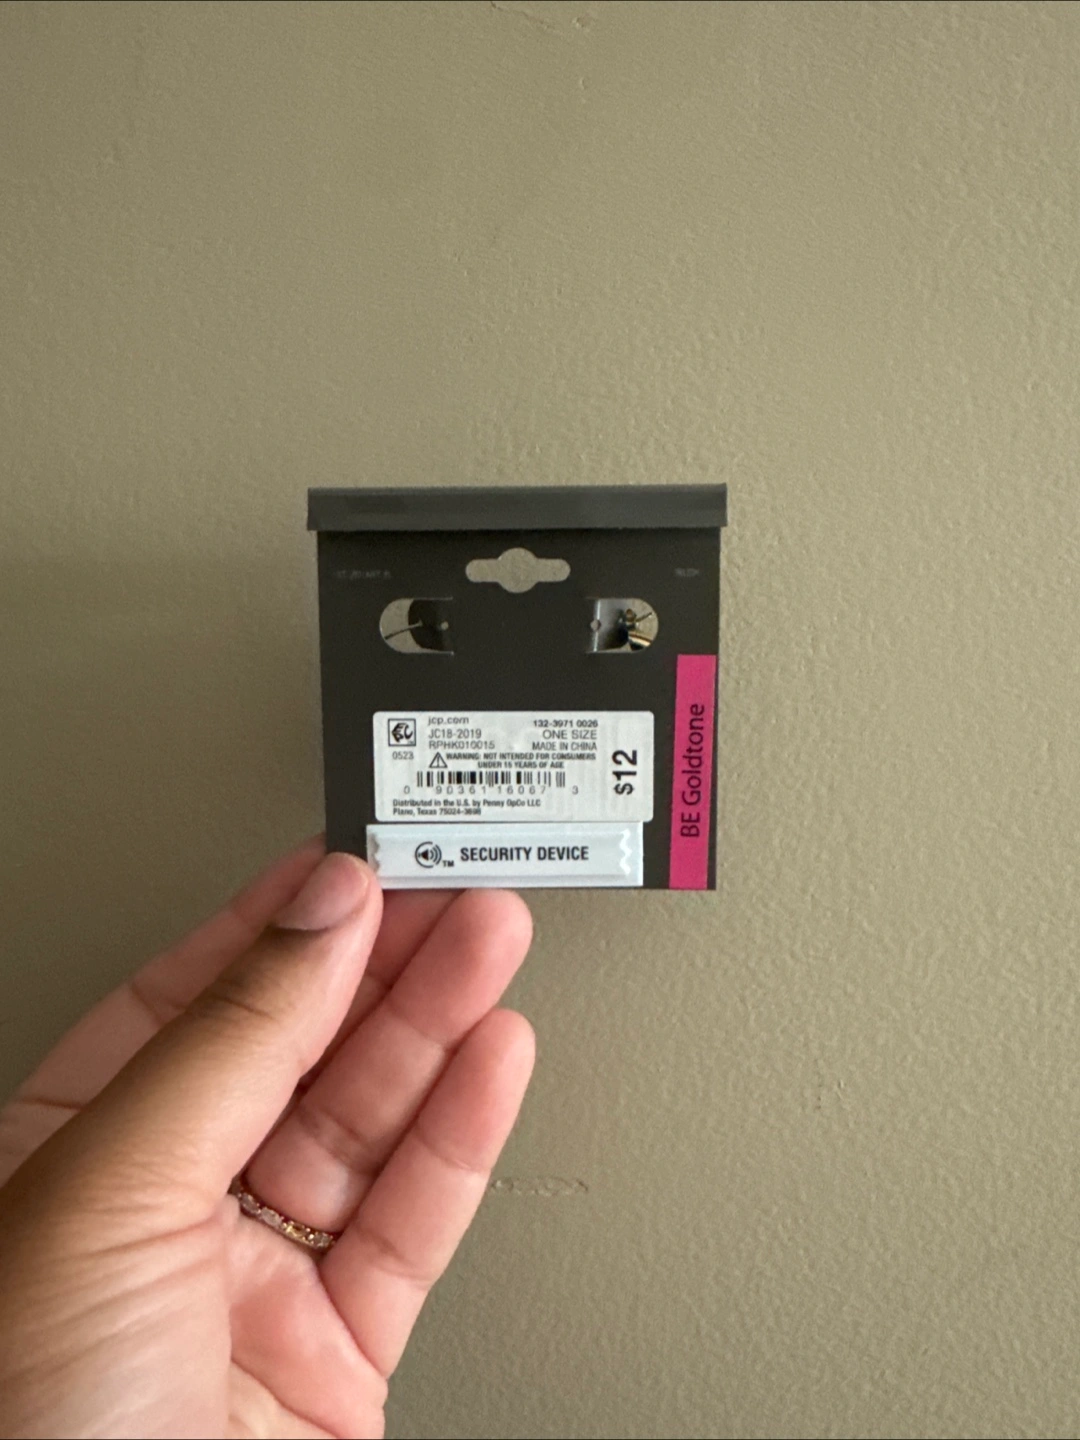 jcp.com
JC18-2019
RPHK010015
132-3971 0026
ONE SIZE
MADE IN CHINA
0523
WARNING: NOT INTENDED FOR CONSUMERS
UNDER 15 YEARS OF AGE
0 90361 16067 3
Distributed in the U.S. by Penney OpCo LLC
Plano, Texas 75024-3698
$12
TM SECURITY DEVICE
BE Goldtone